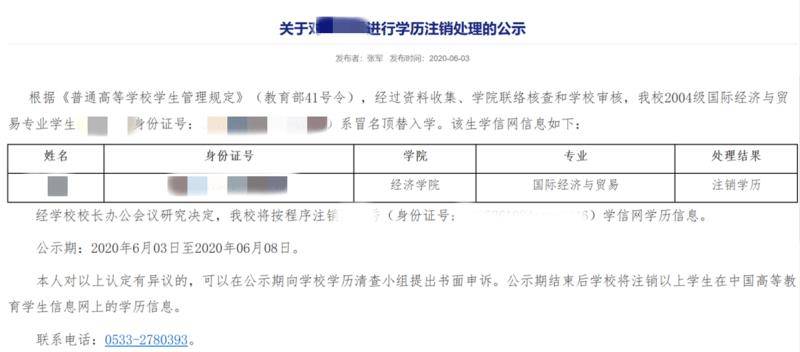 关于 进行学历注销处理的公示
发布者：张军 发布时间：2020-06-03
根据《普通高等学校学生管理规定》（教育部41号令），经过资料收集、学院联络核查和学校审核，我校2004级国际经济与贸
易专业学生 身份证号： ）系冒名顶替入学。该生学信网信息如下：
姓名 身份证号 学院 专业 处理结果
经济学院 国际经济与贸易 注销学历
经学校校长办公会议研究决定，我校将按程序注销 （身份证号： ）学信网学历信息。
公示期：2020年6月03日至2020年06月08日。
本人对以上认定有异议的，可以在公示期向学校学历清查小组提出书面申诉。公示期结束后学校将注销以上学生在中国高等教
育学生信息网上的学历信息。
联系电话：0533-2780393。